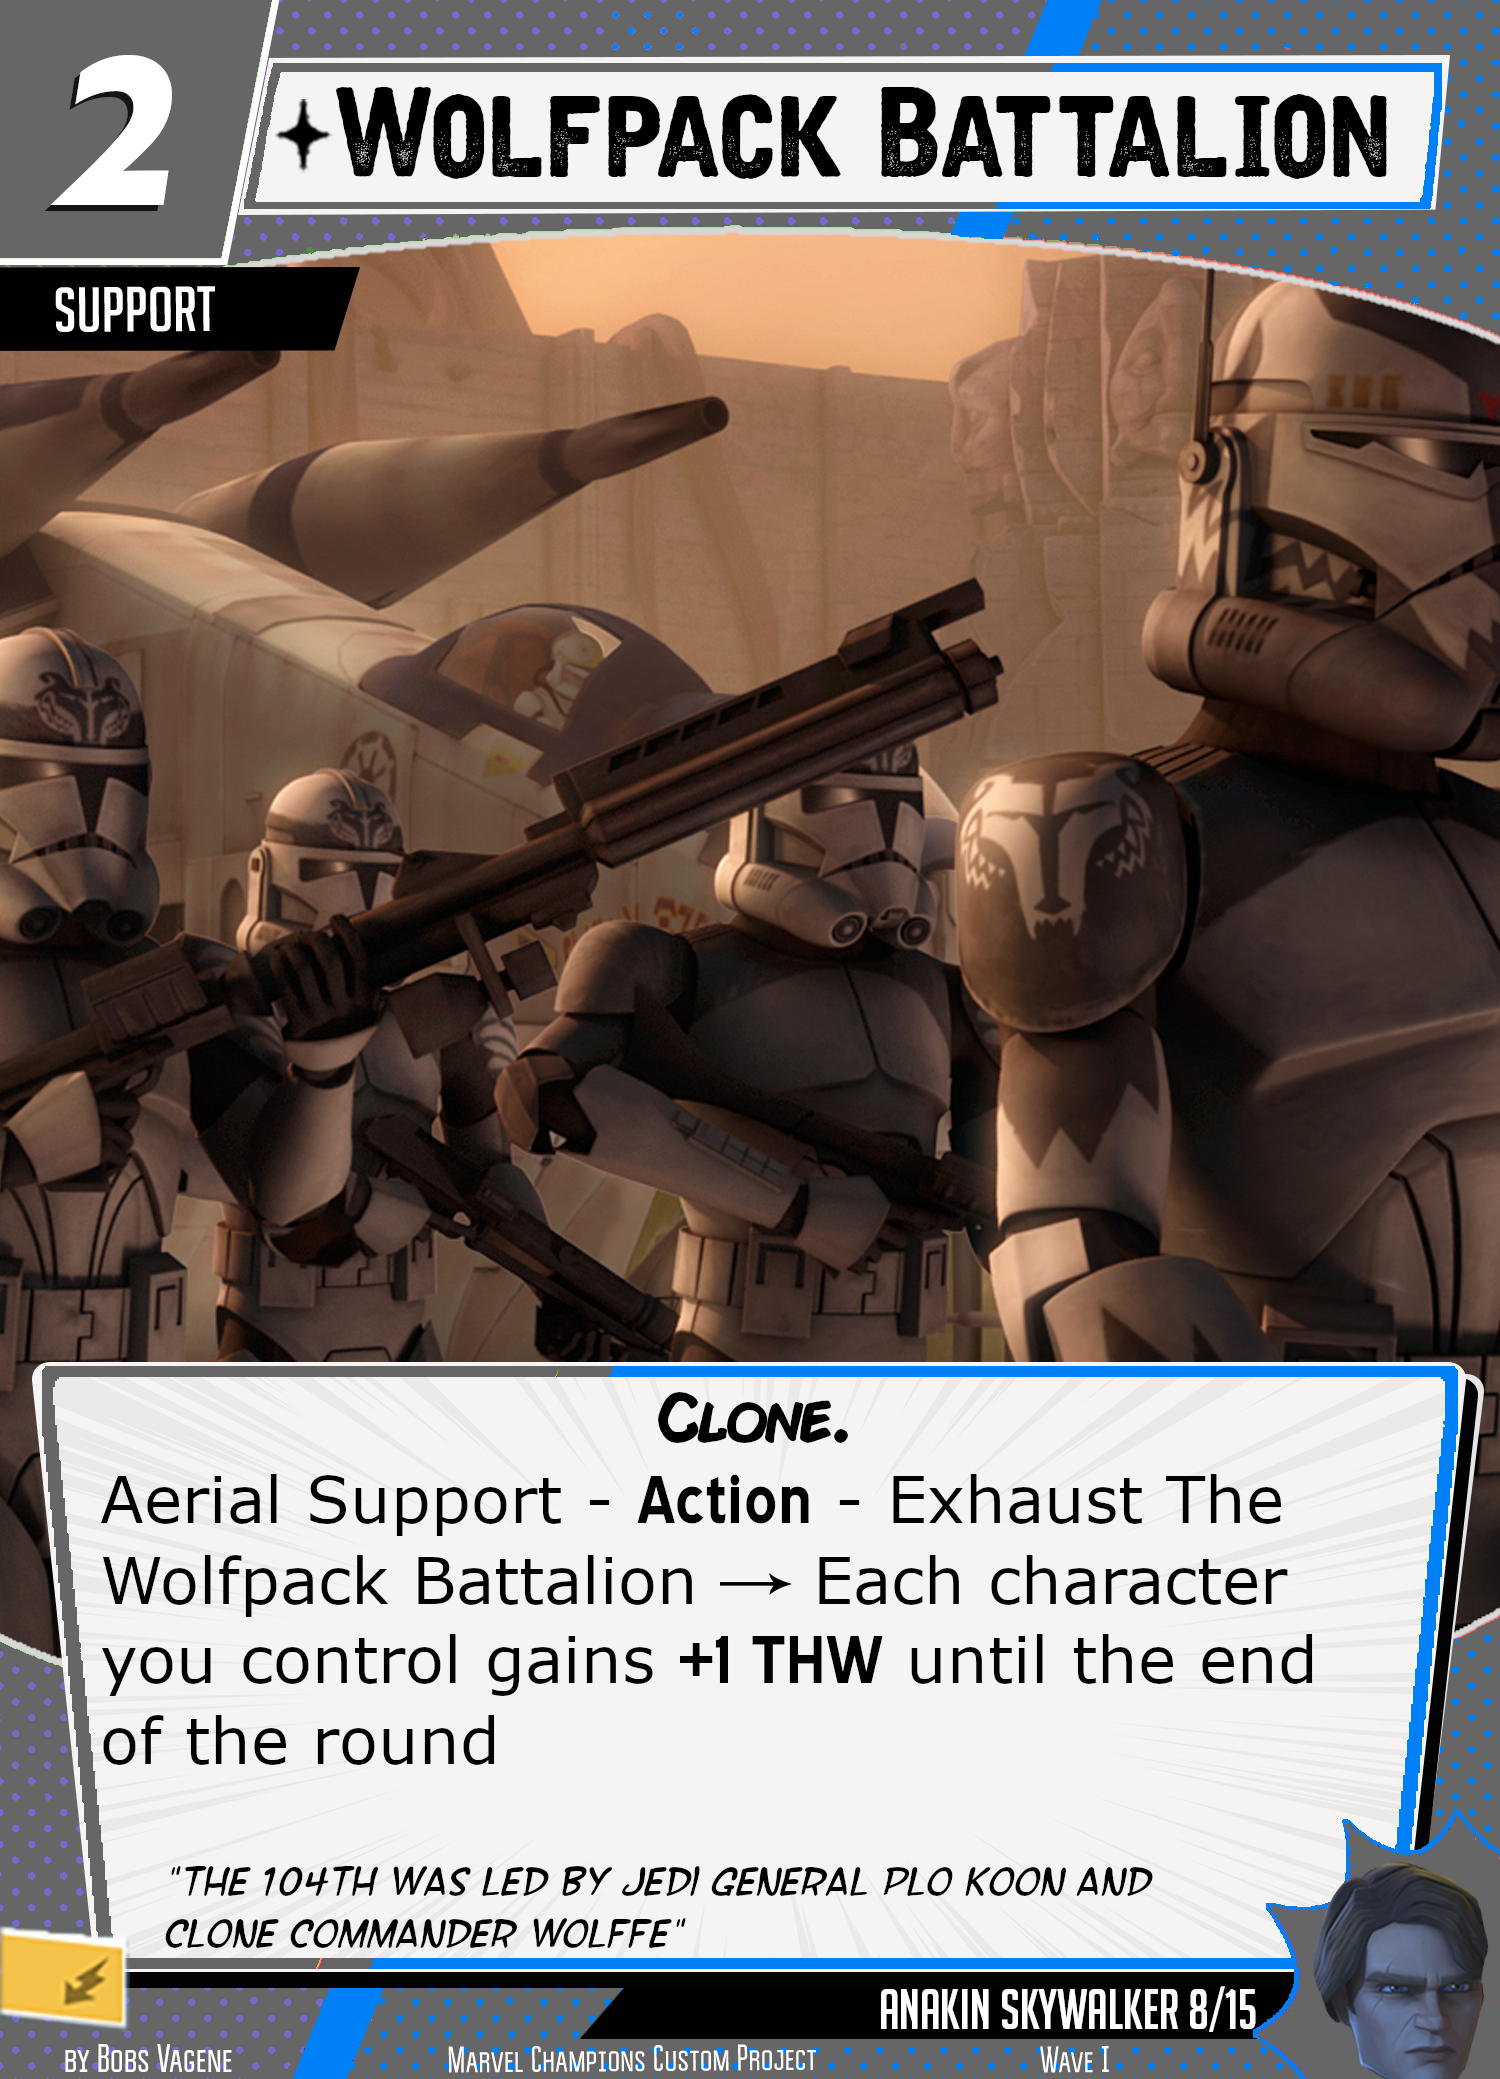 2
WOLFPACK BATTALION
SUPPORT
CLONE.
Aerial Support - Action - Exhaust The
Wolfpack Battalion → Each character
you control gains +1 THW until the end
of the round
"THE 104TH WAS LED BY JEDI GENERAL PLO KOON AND
CLONE COMMANDER WOLFFE"
ANAKIN SKYWALKER 8/15
BY BOBS VAGENE
MARVEL CHAMPIONS CUSTOM PROJECT
WAVE I